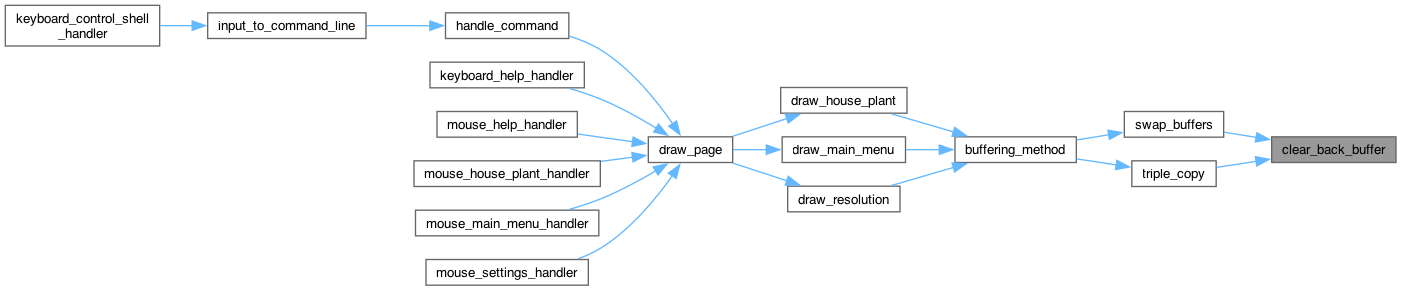 keyboard_control_shell
_handler
input_to_command_line
handle_command
keyboard_help_handler
mouse_help_handler
mouse_house_plant_handler
mouse_main_menu_handler
mouse_settings_handler
draw_page
draw_house_plant
draw_main_menu
draw_resolution
buffering_method
swap_buffers
triple_copy
clear_back_buffer